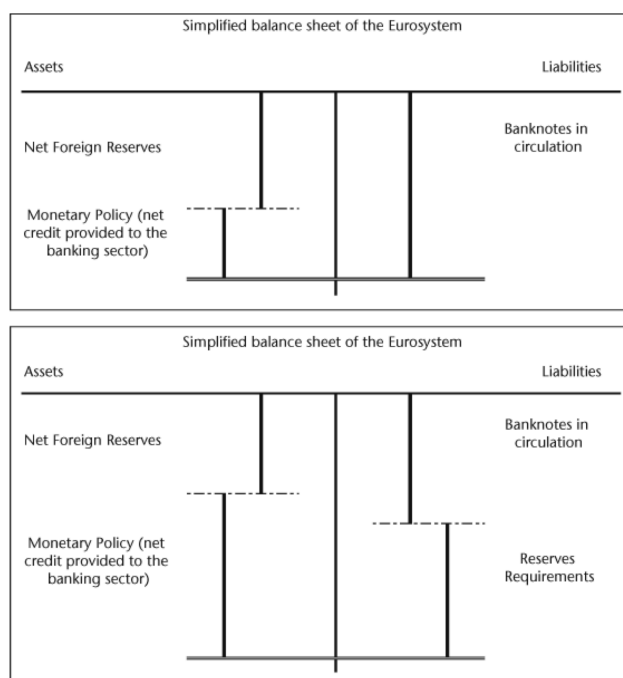 Simplified balance sheet of the Eurosystem
Assets
Liabilities
Net Foreign Reserves
Banknotes in
circulation
Monetary Policy (net
credit provided to the
banking sector)
Simplified balance sheet of the Eurosystem
Assets
Liabilities
Net Foreign Reserves
Banknotes in
circulation
Monetary Policy (net
credit provided to the
banking sector)
Reserves
Requirements